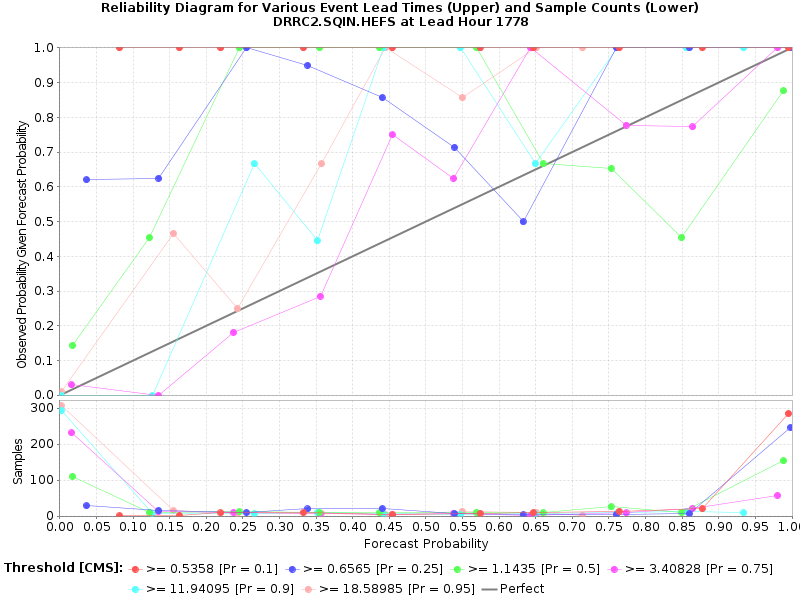 Reliability Diagram for Various Event Lead Times (Upper) and Sample Counts (Lower)
DRRC2.SQIN.HEFS at Lead Hour 1778
Observed Probability Given Forecast Probability
1.0
0.9
0.8
0.7
0.6
0.5
0.4
0.3
0.2
0.1
0.0
Samples
300
200
100
0
0.00 0.05 0.10 0.15 0.20 0.25 0.30 0.35 0.40 0.45 0.50 0.55 0.60 0.65 0.70 0.75 0.80 0.85 0.90 0.95 1.00
Forecast Probability
Threshold [CMS]: >= 0.5358 [Pr = 0.1] >= 0.6565 [Pr = 0.25] >= 1.1435 [Pr = 0.5] >= 3.40828 [Pr = 0.75]
>= 11.94095 [Pr = 0.9] >= 18.58985 [Pr = 0.95] Perfect